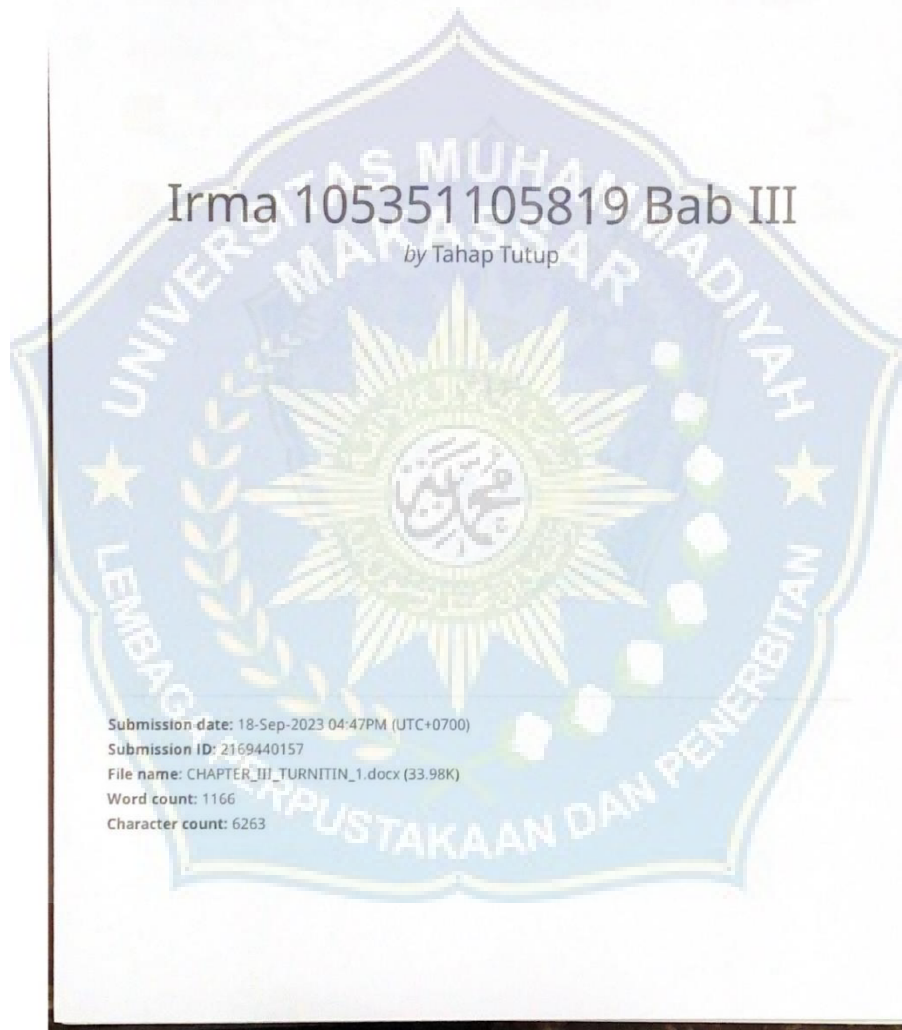 Irma 105351105819 Bab III
by Tahap Tutup
UNIVERSITAS MUHAMMADIYAH
MAKASSAR
محمدية
LEMBAGA PERPUSTAKAAN DAN PENERBITAN
Submission date: 18-Sep-2023 04:47PM (UTC+0700)
Submission ID: 2169440157
File name: CHAPTER_III_TURNITIN_1.docx (33.98K)
Word count: 1166
Character count: 6263